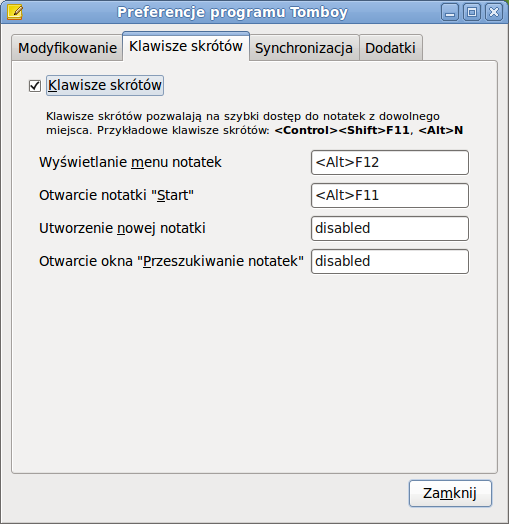 Preferencje programu Tomboy
Modyfikowanie Klawisze skrótów Synchronizacja Dodatki
Klawisze skrótów
Klawisze skrótów pozwalają na szybki dostęp do notatek z dowolnego
miejsca. Przykładowe klawisze skrótów: <Control><Shift>F11, <Alt>N
Wyświetlanie menu notatek <Alt>F12
Otwarcie notatki "Start" <Alt>F11
Utworzenie nowej notatki disabled
Otwarcie okna "Przeszukiwanie notatek" disabled
Zamknij